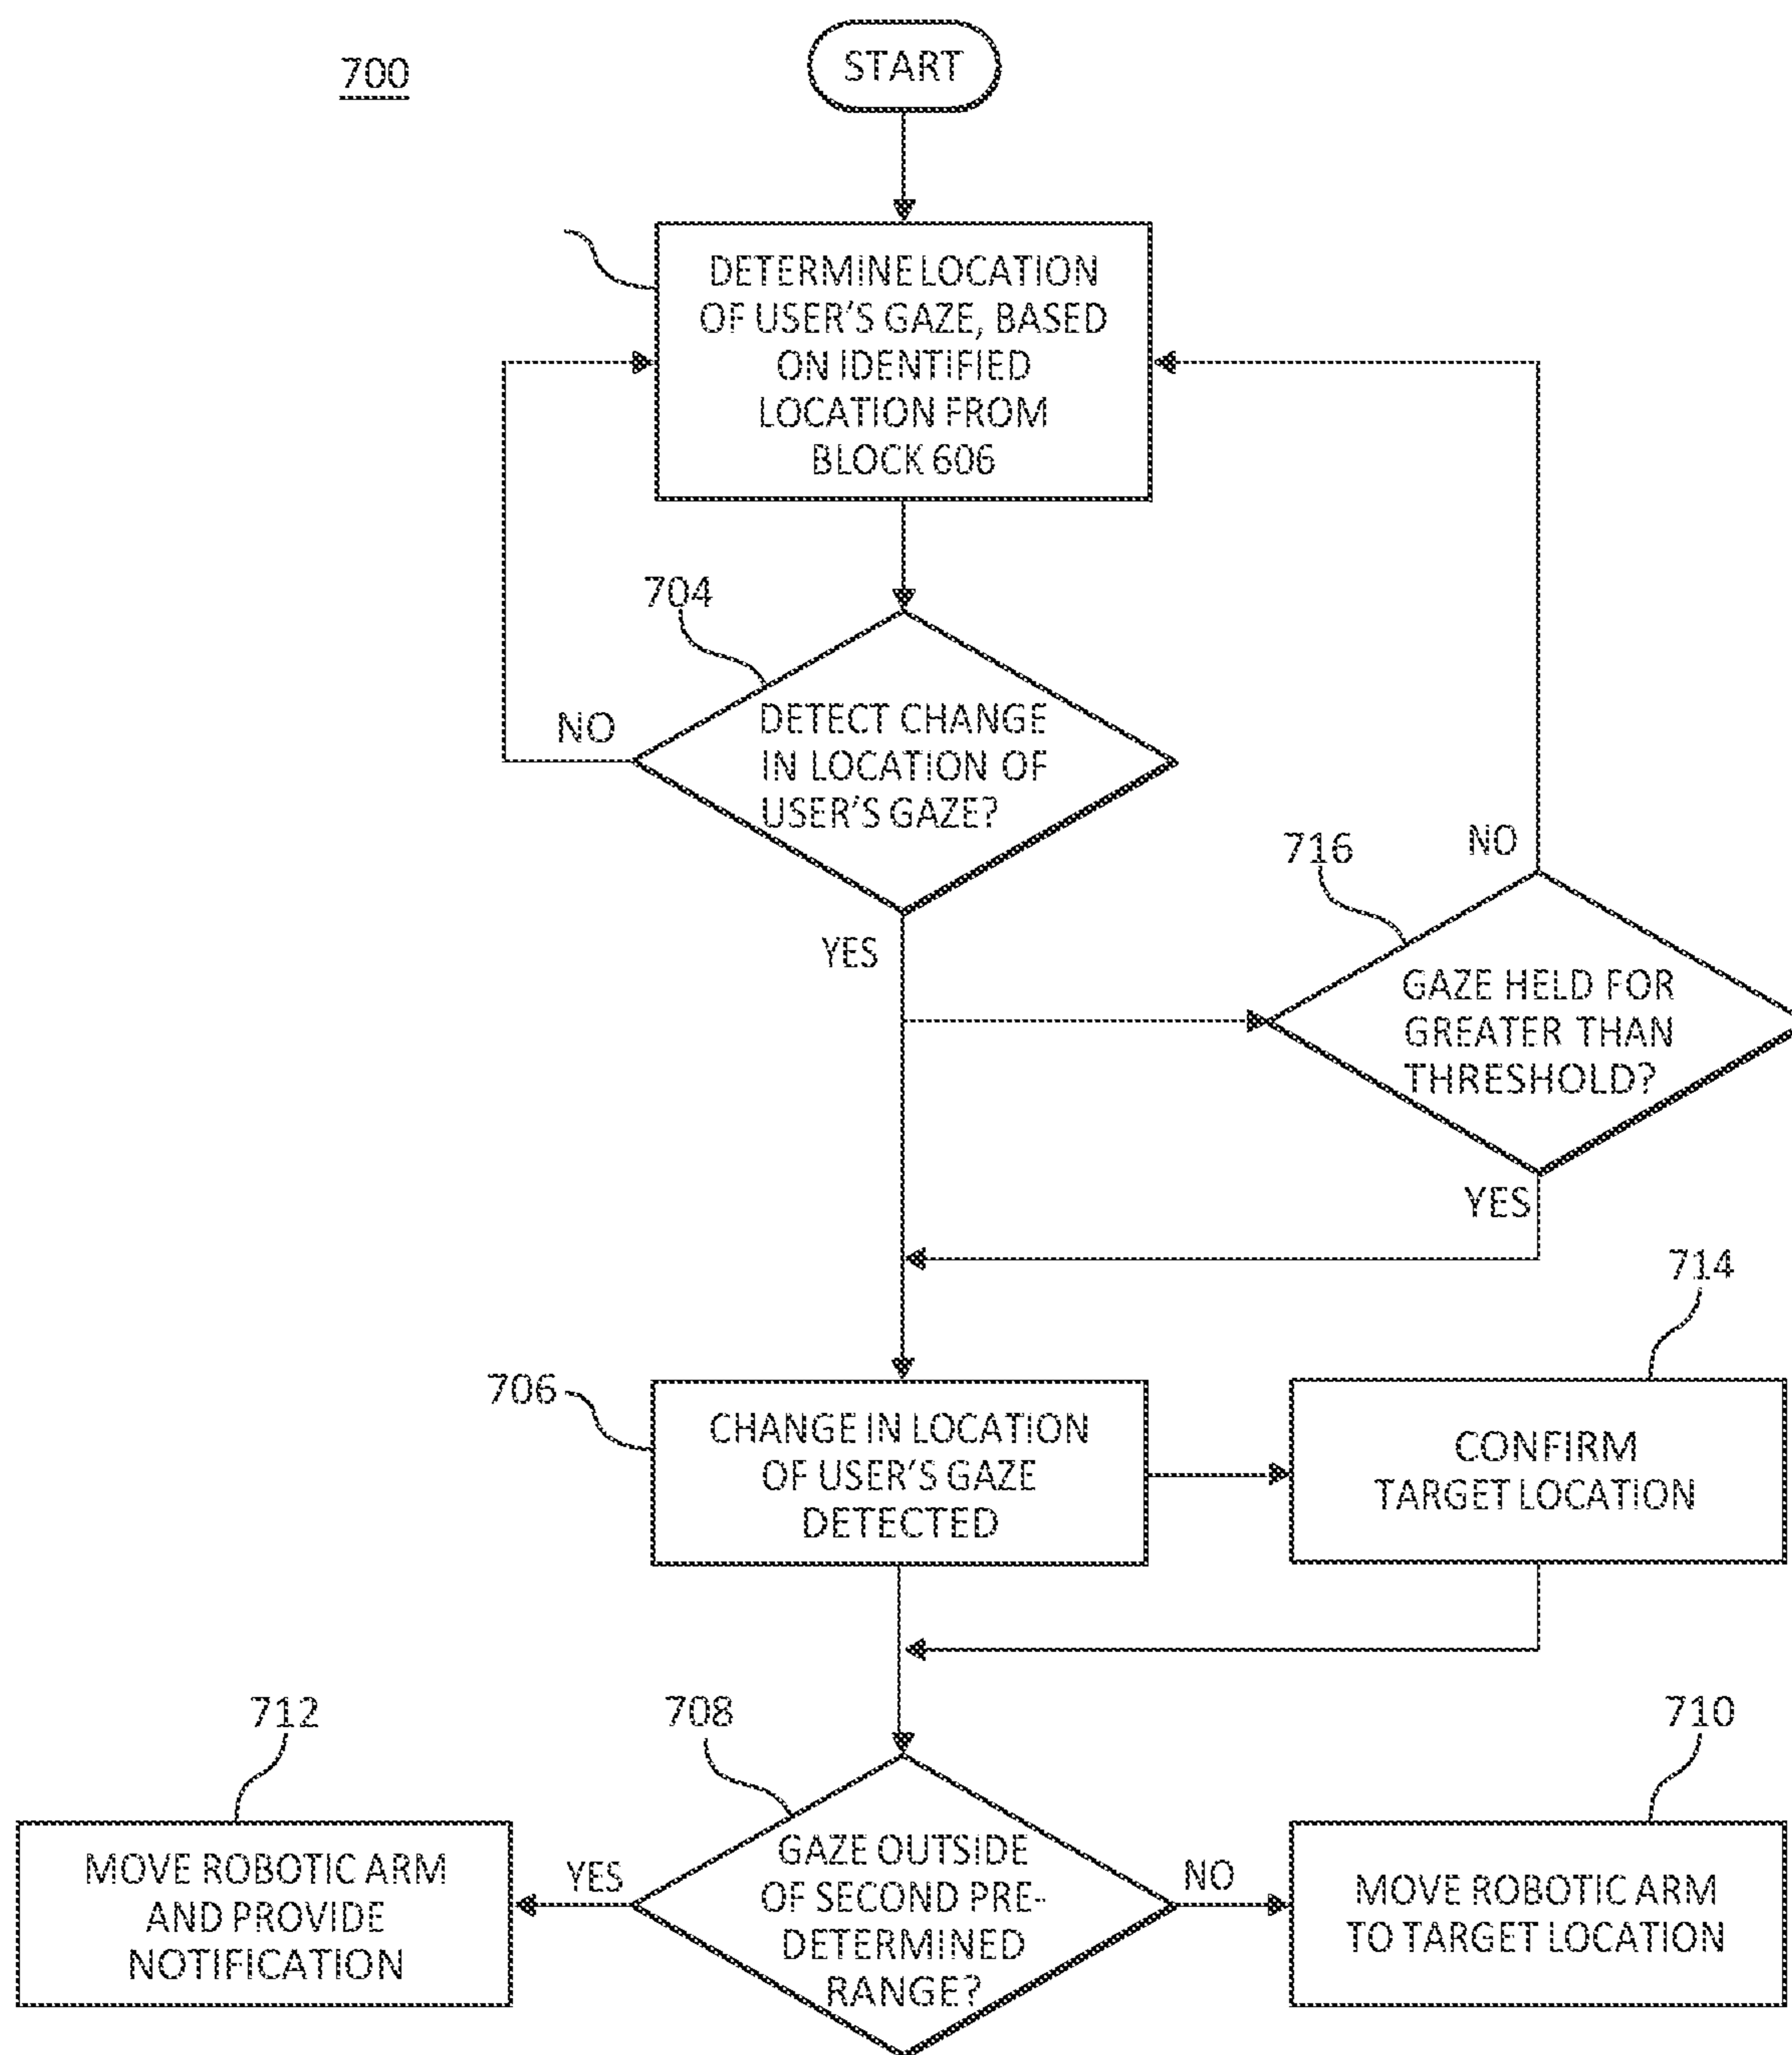 700
START
DETERMINE LOCATION
OF USER'S GAZE, BASED
ON IDENTIFIED
LOCATION FROM
BLOCK 606
704
DETECT CHANGE
IN LOCATION OF
USER'S GAZE?
NO
YES
716
NO
GAZE HELD FOR
GREATER THAN
THRESHOLD?
YES
706
CHANGE IN LOCATION
OF USER'S GAZE
DETECTED
714
CONFIRM
TARGET LOCATION
708
GAZE OUTSIDE
OF SECOND PRE-
DETERMINED
RANGE?
YES
NO
712
MOVE ROBOTIC ARM
AND PROVIDE
NOTIFICATION
710
MOVE ROBOTIC ARM
TO TARGET LOCATION